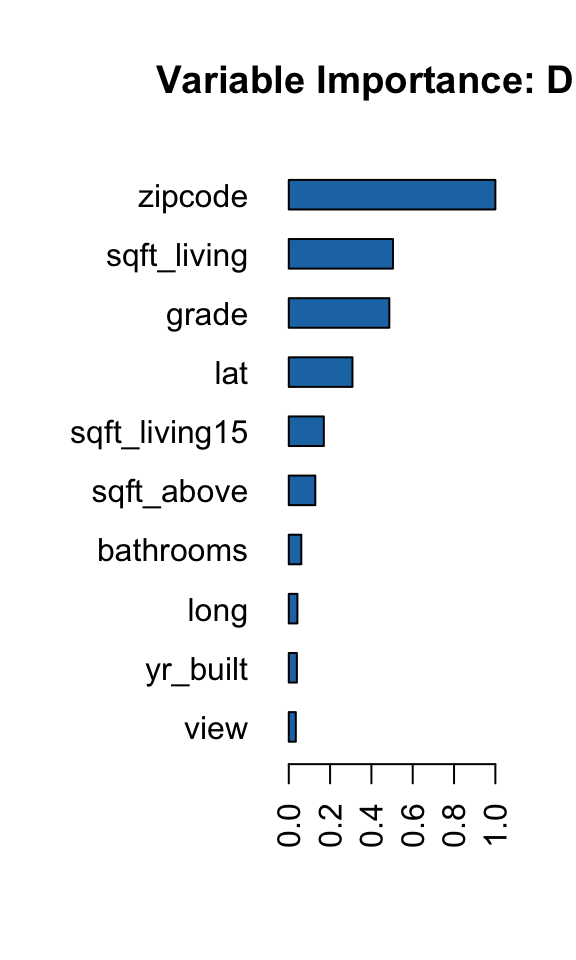 Variable Importance: D
zipcode
sqft_living
grade
lat
sqft_living15
sqft_above
bathrooms
long
yr_built
view
0.0
0.2
0.4
0.6
0.8
1.0